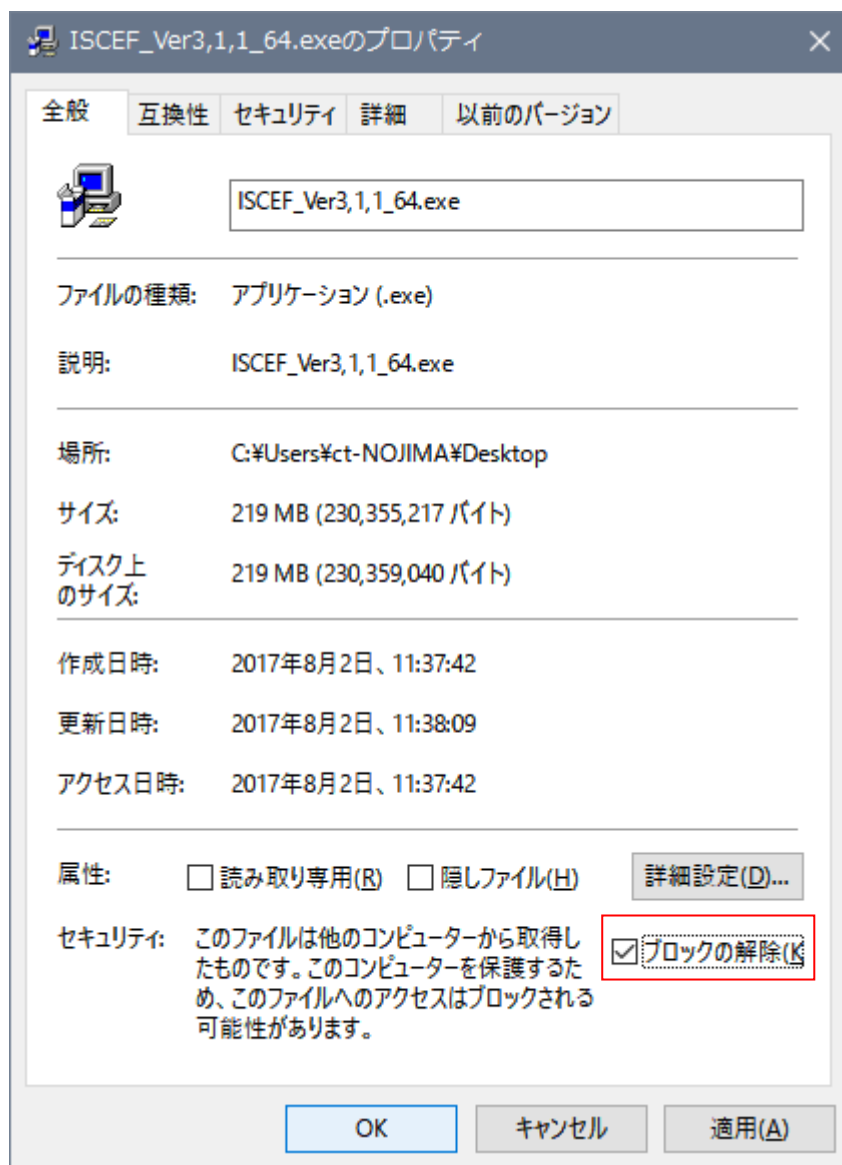 ISCEF_Ver3,1,1_64.exeのプロパティ
全般 互換性 セキュリティ 詳細 以前のバージョン
ISCEF_Ver3,1,1_64.exe
ファイルの種類: アプリケーション (.exe)
説明: ISCEF_Ver3,1,1_64.exe
場所: C:¥Users¥ct-NOJIMA¥Desktop
サイズ: 219 MB (230,355,217 バイト)
ディスク上
のサイズ: 219 MB (230,359,040 バイト)
作成日時: 2017年8月2日、11:37:42
更新日時: 2017年8月2日、11:38:09
アクセス日時: 2017年8月2日、11:37:42
属性: 読み取り専用(R) 隠しファイル(H) 詳細設定(D)...
セキュリティ: このファイルは他のコンピューターから取得し
たものです。このコンピューターを保護するた
め、このファイルへのアクセスはブロックされる
可能性があります。
ブロックの解除(K
OK キャンセル 適用(A)